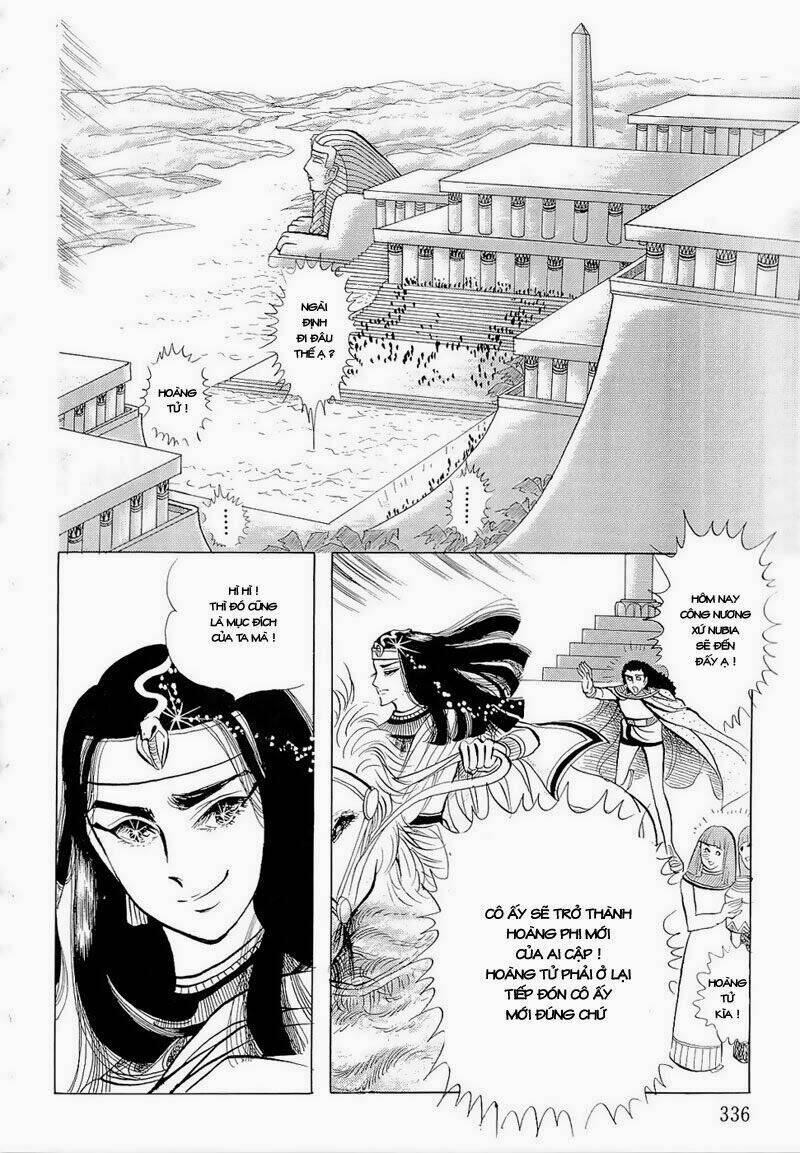 HOÀNG
TỬ !
NGÀI
ĐỊNH
ĐI ĐÂU
THẾ Ạ ?
......
......
HÔM NAY
CÔNG NƯƠNG
XỨ NUBIA
SẼ ĐẾN
ĐẤY Ạ !
CÔ ẤY SẼ TRỞ THÀNH
HOÀNG PHI MỚI
CỦA AI CẬP !
HOÀNG TỬ PHẢI Ở LẠI
TIẾP ĐÓN CÔ ẤY
MỚI ĐÚNG CHỨ
HOÀNG
TỬ
KÌA !
HÌ HÌ !
THÌ ĐÓ CŨNG
LÀ MỤC ĐÍCH
CỦA TA MÀ !
336